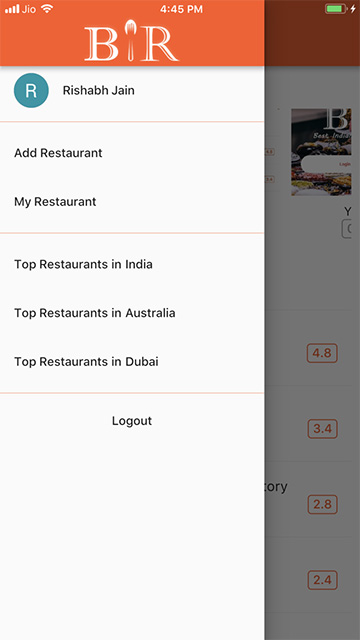 Jio 4:45 PM
BIR
R Rishabh Jain
Add Restaurant
My Restaurant
Top Restaurants in India
Top Restaurants in Australia
Top Restaurants in Dubai
Logout
B
Best India
Login
Y
4.8
3.4
tory
2.8
2.4